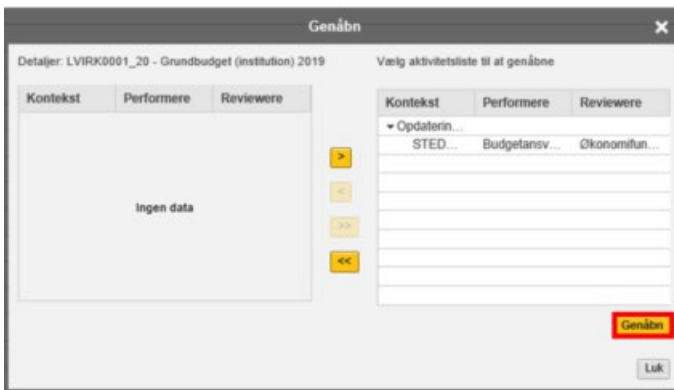 Genåbn
Detaljer: LVIRK0001_20 - Grundbudget (institution) 2019
Vælg aktivitetsliste til at genåbne
Kontekst Performere Reviewere
Ingen data
>
<
>>
<<
Kontekst Performere Reviewere
Opdaterin...
STED... Budgetansv... Økonomifun...
Genåbn
Luk